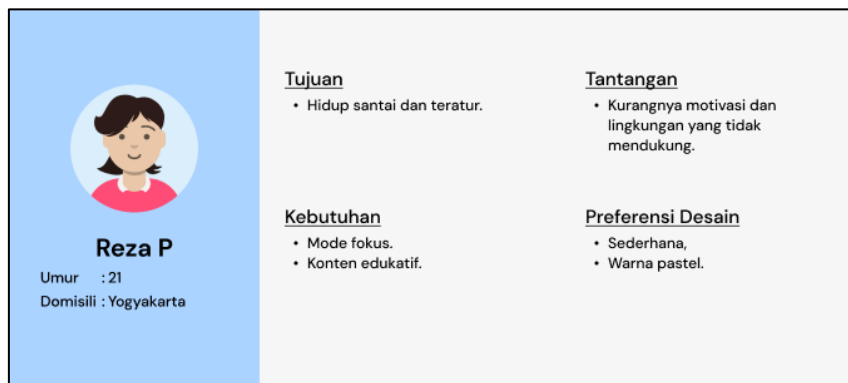 Reza P
Umur : 21
Domisili : Yogyakarta
Tujuan
• Hidup santai dan teratur.
Tantangan
• Kurangnya motivasi dan
lingkungan yang tidak
mendukung.
Kebutuhan
• Mode fokus.
• Konten edukatif.
Preferensi Desain
• Sederhana,
• Warna pastel.